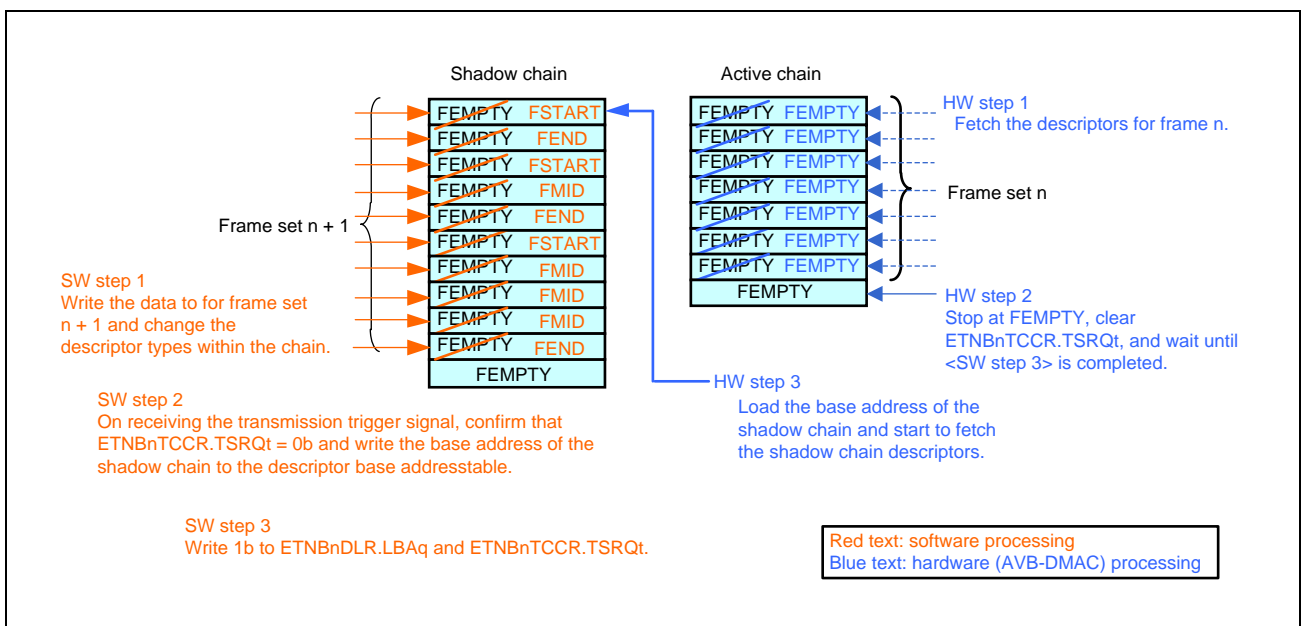 Shadow chain
Active chain
FEMPTY FSTART
FEMPTY FEND
FEMPTY FSTART
FEMPTY FMID
FEMPTY FEND
FEMPTY FSTART
FEMPTY FMID
FEMPTY FMID
FEMPTY FMID
FEMPTY FEND
FEMPTY
Frame set n + 1
FEMPTY FEMPTY
FEMPTY FEMPTY
FEMPTY FEMPTY
FEMPTY FEMPTY
FEMPTY FEMPTY
FEMPTY FEMPTY
FEMPTY FEMPTY
FEMPTY
HW step 1
Fetch the descriptors for frame n.
Frame set n
SW step 1
Write the data to for frame set
n + 1 and change the
descriptor types within the chain.
HW step 2
Stop at FEMPTY, clear
ETNBnTCCR.TSRQt, and wait until
<SW step 3> is completed.
SW step 2
On receiving the transmission trigger signal, confirm that
ETNBnTCCR.TSRQt = 0b and write the base address of the
shadow chain to the descriptor base addresstable.
HW step 3
Load the base address of the
shadow chain and start to fetch
the shadow chain descriptors.
SW step 3
Write 1b to ETNBnDLR.LBAq and ETNBnTCCR.TSRQt.
Red text: software processing
Blue text: hardware (AVB-DMAC) processing